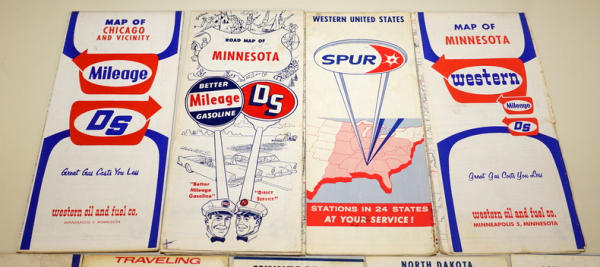 MAP OF
CHICAGO
AND VICINITY
Mileage
DS
Great Gas Costs You Less
western oil and fuel co.
MINNEAPOLIS 5, MINNESOTA
ROAD MAP OF
MINNESOTA
BETTER
Mileage
GASOLINE
DS
"Better
Mileage
Gasoline"
"DIRECT
SERVICE"
WESTERN UNITED STATES
SPUR
STATIONS IN 24 STATES
AT YOUR SERVICE!
MAP OF
MINNESOTA
western
Mileage
DS
Great Gas Costs You Less
western oil and fuel co.
MINNEAPOLIS 5, MINNESOTA
TRAVELING
NORTH DAKOTA